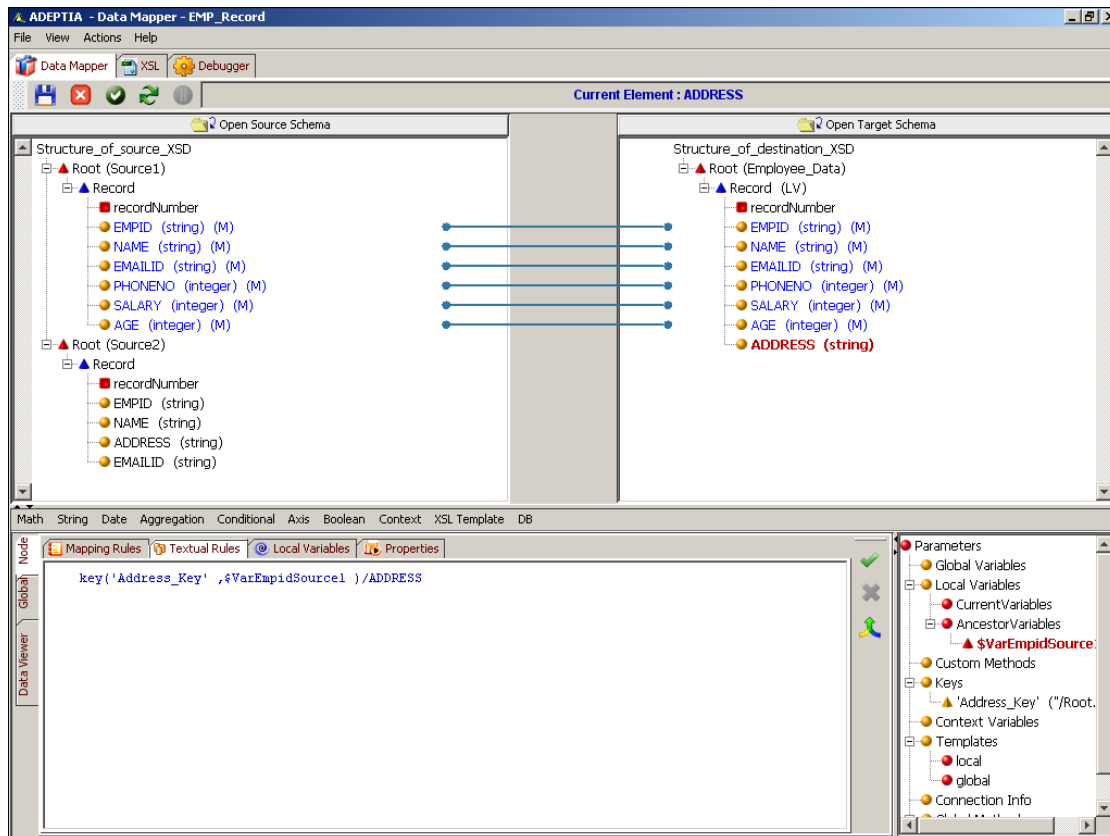 ADEPTIA - Data Mapper - EMP_Record
File View Actions Help
Data Mapper XSL Debugger
Current Element : ADDRESS
Open Source Schema
Open Target Schema
Structure_of_source_XSD
Root (Source1)
Record
recordNumber
EMPID (string) (M)
NAME (string) (M)
EMAILID (string) (M)
PHONENO (integer) (M)
SALARY (integer) (M)
AGE (integer) (M)
Root (Source2)
Record
recordNumber
EMPID (string)
NAME (string)
ADDRESS (string)
EMAILID (string)
Structure_of_destination_XSD
Root (Employee_Data)
Record (LV)
recordNumber
EMPID (string) (M)
NAME (string) (M)
EMAILID (string) (M)
PHONENO (integer) (M)
SALARY (integer) (M)
AGE (integer) (M)
ADDRESS (string)
Math String Date Aggregation Conditional Axis Boolean Context XSL Template DB
Node
Global
Data Viewer
Mapping Rules Textual Rules Local Variables Properties
key('Address_Key' ,$VarEmpidSource1 )/ADDRESS
Parameters
Global Variables
Local Variables
CurrentVariables
AncestorVariables
$VarEmpidSource
Custom Methods
Keys
'Address_Key' ("/Root.
Context Variables
Templates
local
global
Connection Info